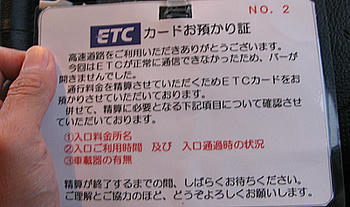 NO. 2
ETC カードお預かり証
高速道路をご利用いただきありがとうございます。
今回はETCが正常に通信できなかったため、バーが
開きませんでした。
通行料金を精算させていただくためETCカードをお
預かりさせていただいております。
併せて、精算に必要となる下記項目について確認させ
ていただいております。
①入口料金所名
②入口ご利用時間 及び 入口通過時の状況
③車載器の有無
精算が終了するまでの間、しばらくお待ちください。
ご理解とご協力のほど、どうぞよろしくお願いします。